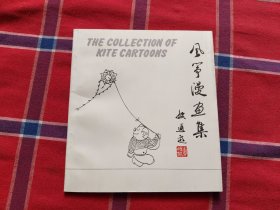 THE COLLECTION OF
KITE CARTOONS
风筝漫画集